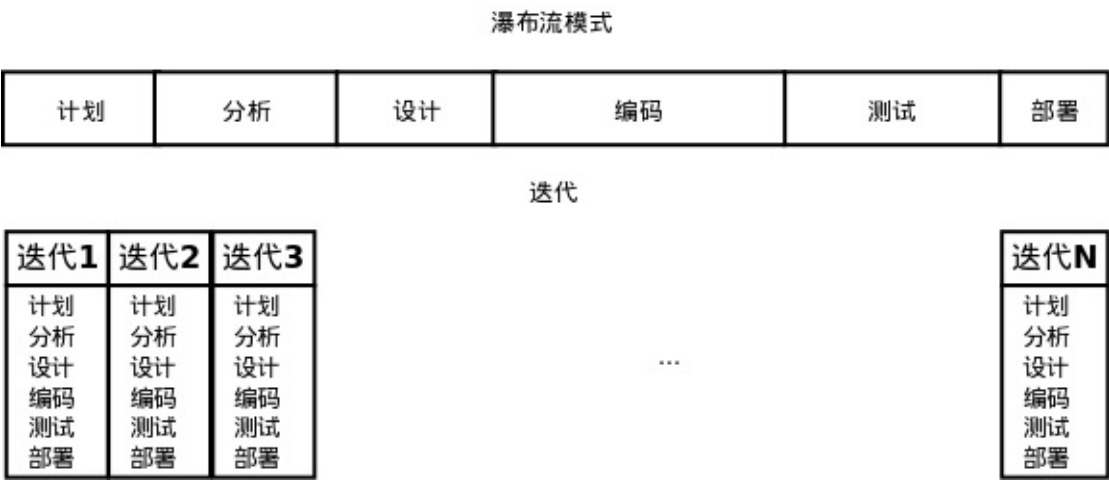 瀑布流模式
计划 分析 设计 编码 测试 部署
迭代
迭代1 迭代2 迭代3 迭代N
计划 计划 计划 计划
分析 分析 分析 分析
设计 设计 设计 ... 设计
编码 编码 编码 编码
测试 测试 测试 测试
部署 部署 部署 部署